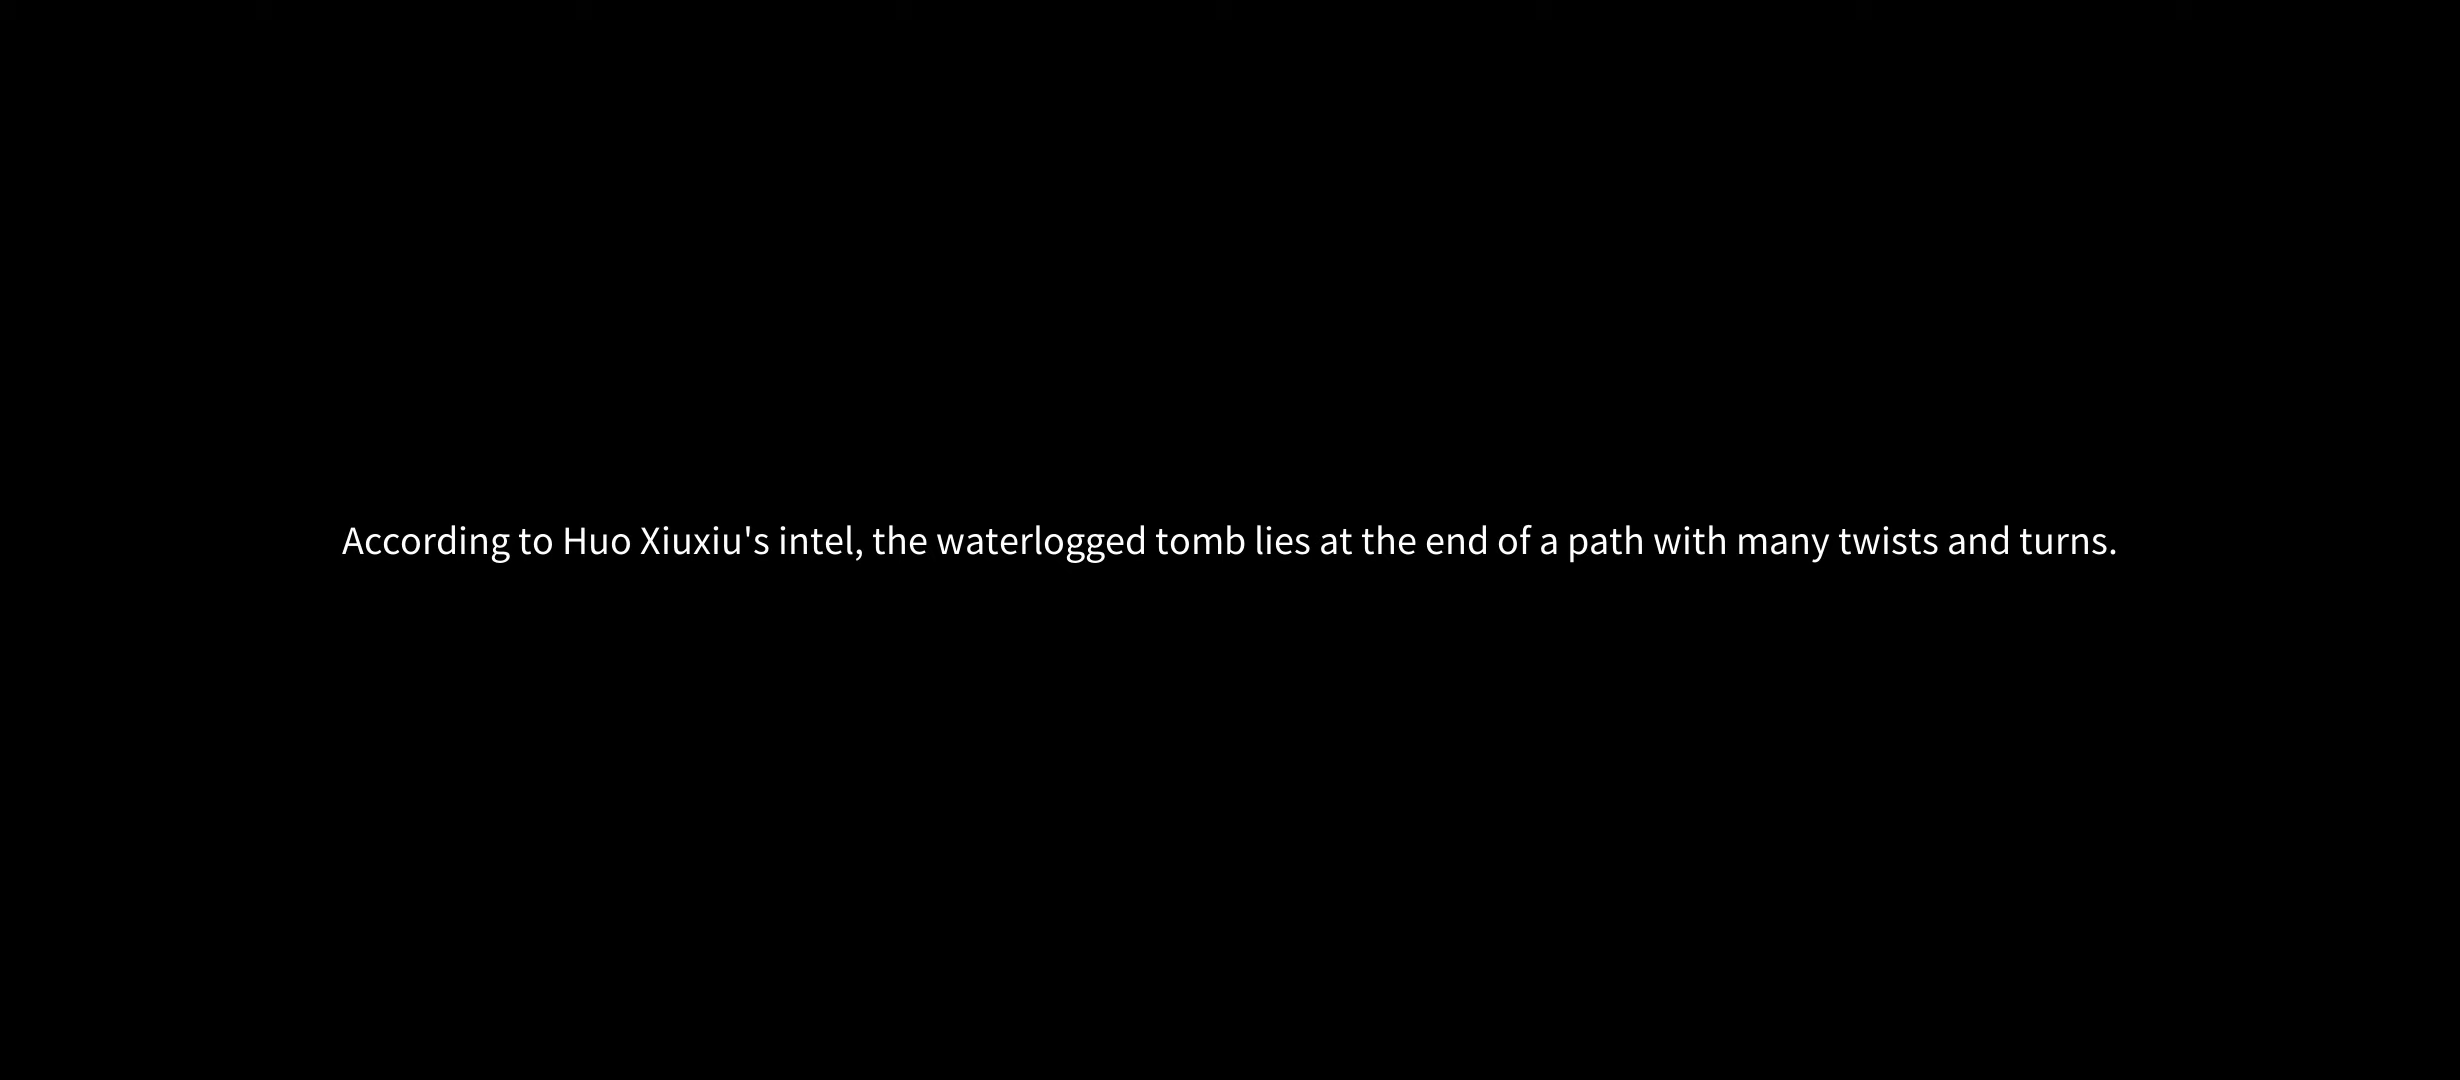 According to Huo Xiuxiu's intel, the waterlogged tomb lies at the end of a path with many twists and turns.